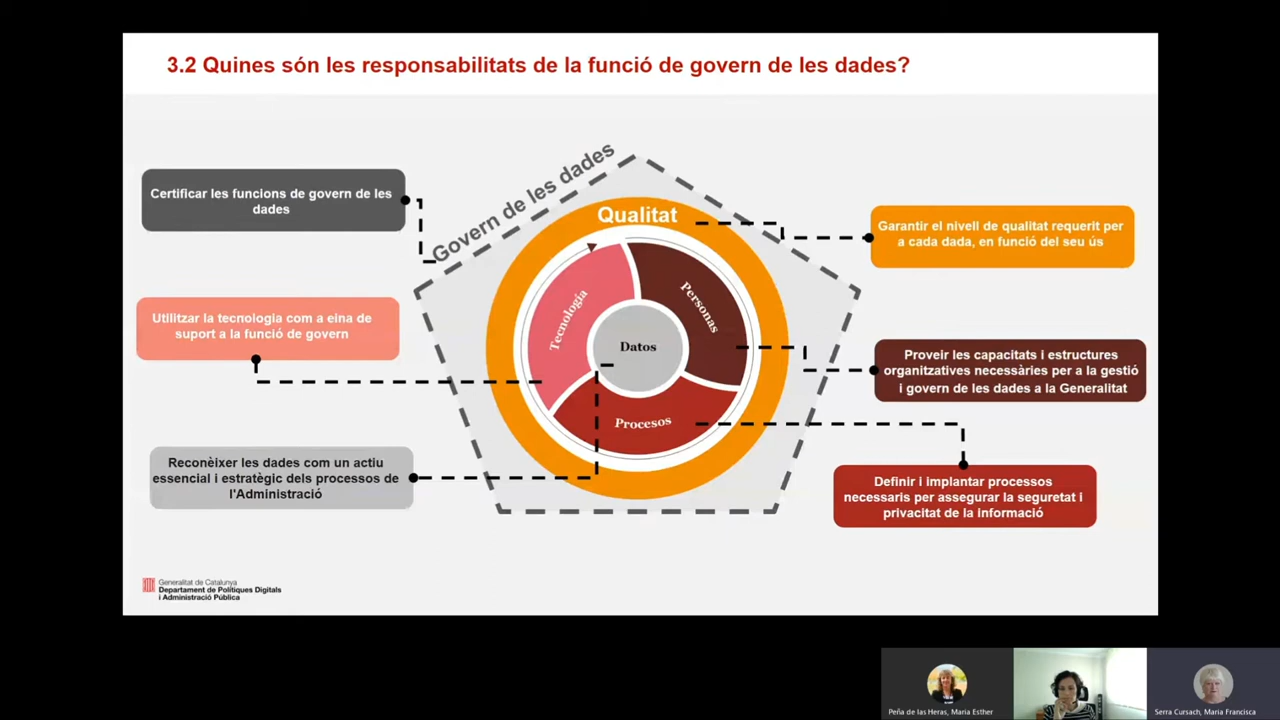 3.2 Quines són les responsabilitats de la funció de govern de les dades?
Certificar les funcions de govern de les
dades
Utilitzar la tecnologia com a eina de
suport a la funció de govern
Reconèixer les dades com un actiu
essencial i estratègic dels processos de
l'Administració
Govern de les dades
Qualitat
Tecnología
Personas
Datos
Procesos
Garantir el nivell de qualitat requerit per
a cada dada, en funció del seu ús
Proveir les capacitats i estructures
organitzatives necessàries per a la gestió
i govern de les dades a la Generalitat
Definir i implantar processos
necessaris per assegurar la seguretat i
privacitat de la informació
Generalitat de Catalunya
Departament de Polítiques Digitals
i Administració Pública
Peña de las Heras, Maria Esther
Serra Cursach, Maria Francisca